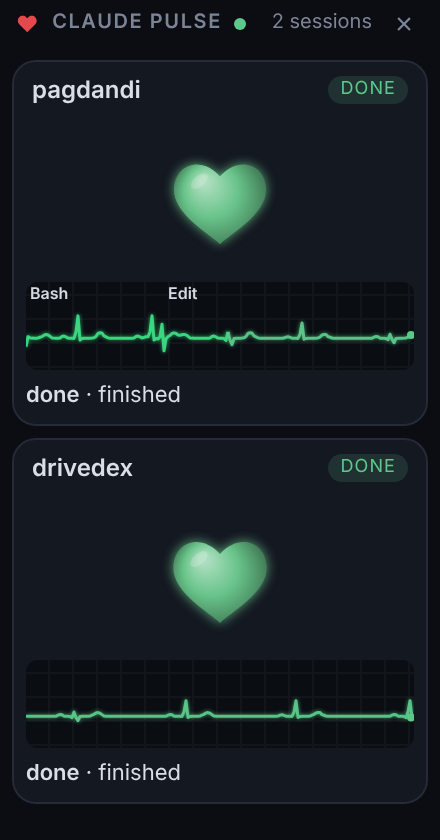 CLAUDE PULSE 2 sessions ×
pagdandi DONE
Bash Edit
done · finished
drivedex DONE
done · finished